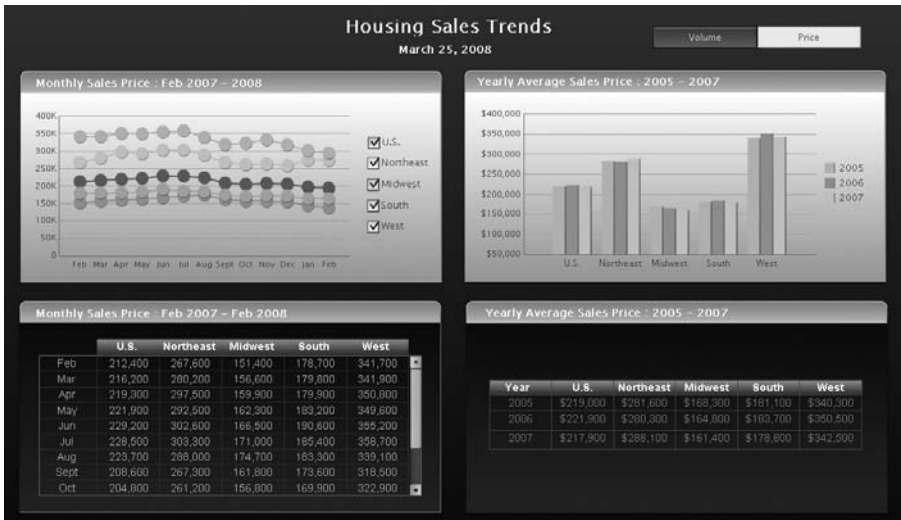 Housing Sales Trends
March 25, 2008
Volume Price
Monthly Sales Price : Feb 2007 - 2008
400K
350K
300K
250K
200K
150K
100K
50K
0
Feb Mar Apr May Jun Jul Aug Sept Oct Nov Dec Jan Feb
U.S.
Northeast
Midwest
South
West
Yearly Average Sales Price : 2005 - 2007
$400,000
$350,000
$300,000
$250,000
$200,000
$150,000
$100,000
$50,000
U.S. Northeast Midwest South West
2005
2006
2007
Monthly Sales Price : Feb 2007 - Feb 2008
U.S. Northeast Midwest South West
Feb 212,400 267,600 151,400 178,700 341,700
Mar 216,200 280,200 156,600 179,800 341,900
Apr 219,300 297,500 159,900 179,900 350,800
May 221,900 292,500 162,300 183,200 349,600
Jun 229,200 302,600 166,500 190,600 355,200
Jul 228,500 303,300 171,000 185,400 358,700
Aug 223,700 288,000 174,700 183,300 339,100
Sept 208,600 267,300 161,800 173,600 318,500
Oct 204,800 261,200 156,800 169,900 322,900
Yearly Average Sales Price : 2005 - 2007
Year U.S. Northeast Midwest South West
2005 $219,000 $281,600 $168,300 $181,100 $340,300
2006 $221,900 $280,300 $164,800 $183,700 $350,500
2007 $217,900 $288,100 $161,400 $178,800 $342,500